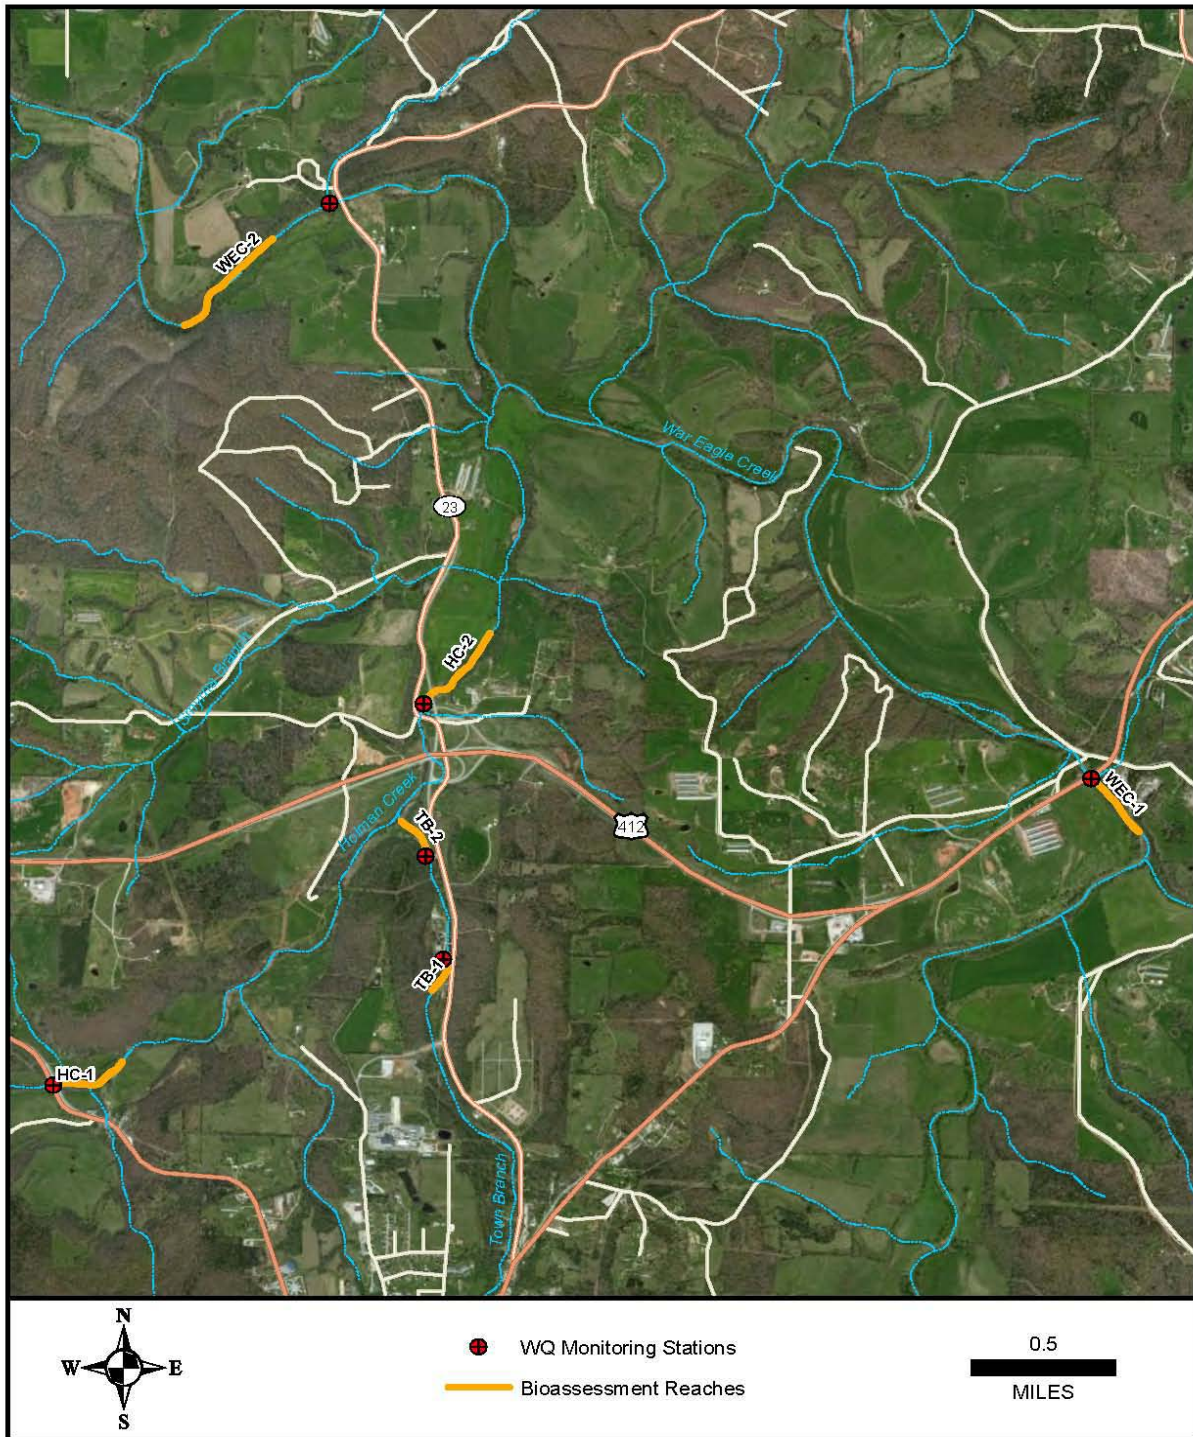 WEC-2
War Eagle Creek
23
HC-2
Branch
WEC-1
Holman Creek
TB-2
412
TB-1
HC-1
Town Branch
N
W E
S
WQ Monitoring Stations
Bioassessment Reaches
0.5
MILES